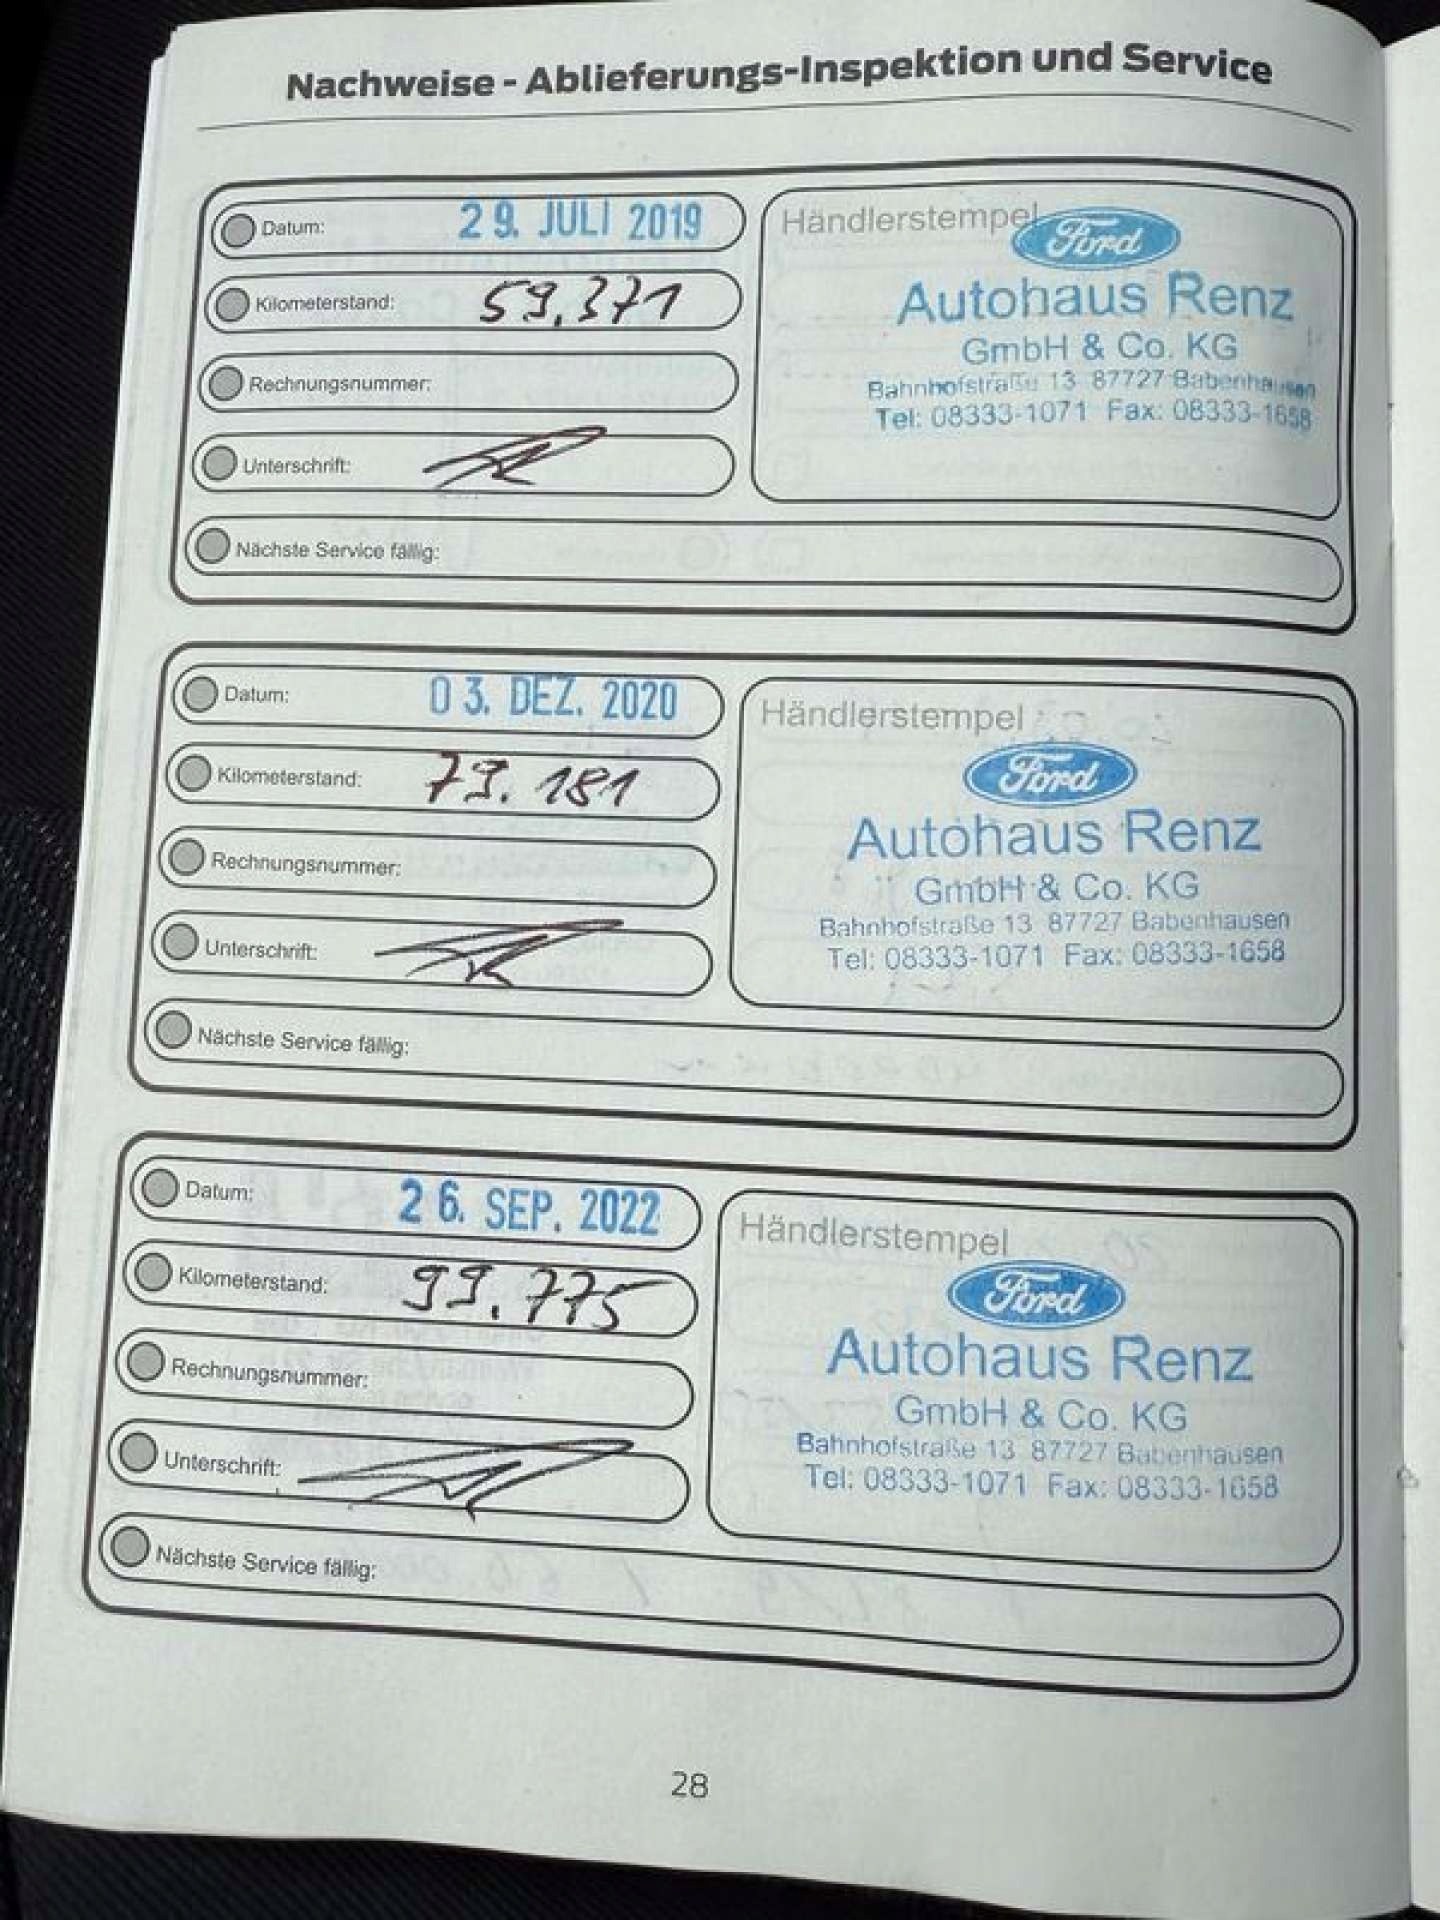 Nachweise - Ablieferungs-Inspektion und Service
Datum: 29. JULI 2019
Kilometerstand: 59.371
Rechnungsnummer:
Unterschrift:
Nächste Service fällig:
Händlerstempel
Ford
Autohaus Renz
GmbH & Co. KG
Bahnhofstraße 13 87727 Babenhausen
Tel: 08333-1071 Fax: 08333-1658
Datum: 03. DEZ. 2020
Kilometerstand: 79.181
Rechnungsnummer:
Unterschrift:
Nächste Service fällig:
Händlerstempel
Ford
Autohaus Renz
GmbH & Co. KG
Bahnhofstraße 13 87727 Babenhausen
Tel: 08333-1071 Fax: 08333-1658
Datum: 26. SEP. 2022
Kilometerstand: 99.775
Rechnungsnummer:
Unterschrift:
Nächste Service fällig:
Händlerstempel
Ford
Autohaus Renz
GmbH & Co. KG
Bahnhofstraße 13 87727 Babenhausen
Tel: 08333-1071 Fax: 08333-1658
28